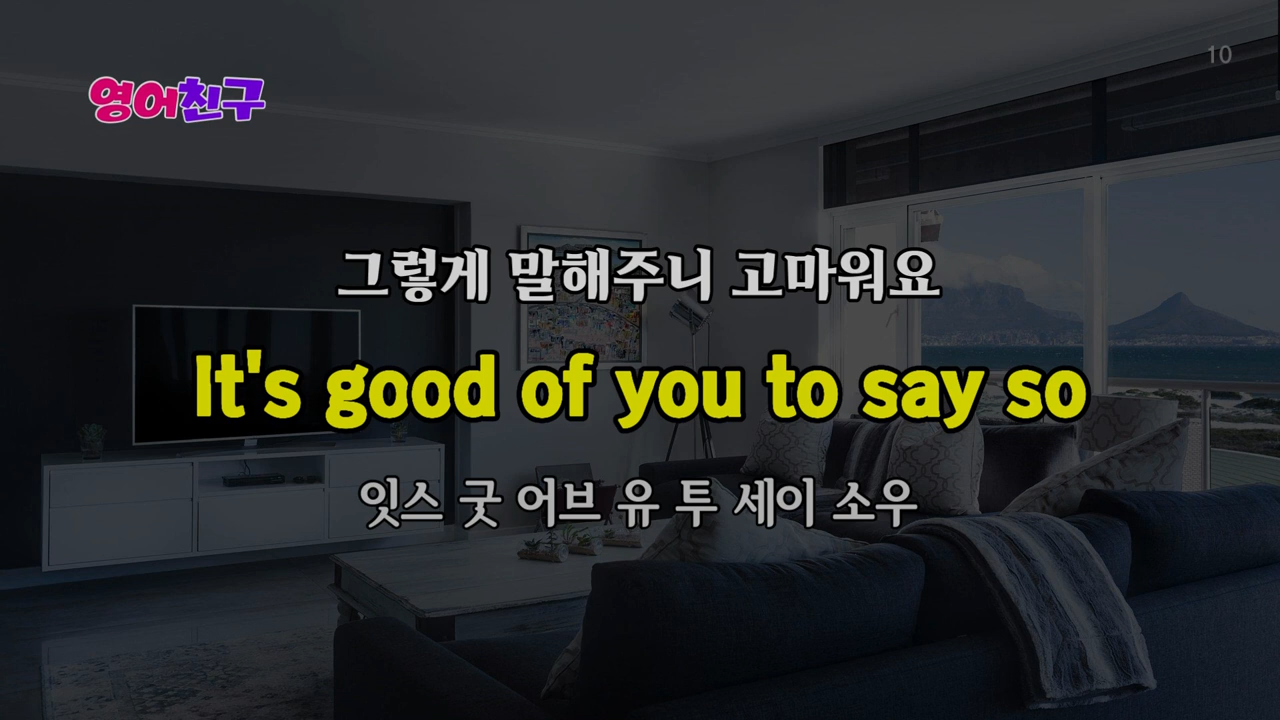 영어친구
10
그렇게 말해주니 고마워요
It's good of you to say so
잇스 굿 어브 유 투 세이 소우